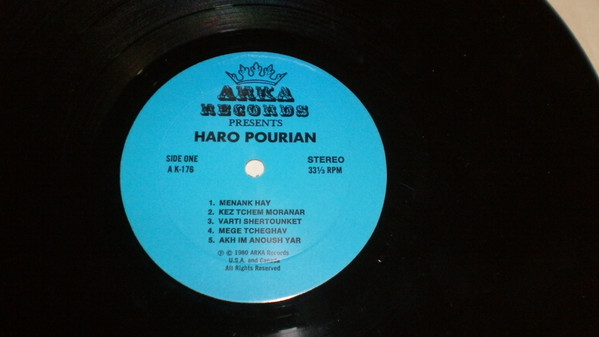 ARKA
RECORDS
PRESENTS
HARO POURIAN
SIDE ONE
A K-176
STEREO
33⅓ RPM
1. MENANK HAY
2. KEZ TCHEM MORANAR
3. VARTI SHERTOUNKET
4. MEGE TCHEGHAV
5. AKH IM ANOUSH YAR
℗ © 1980 ARKA Records
U.S.A. and Canada
All Rights Reserved